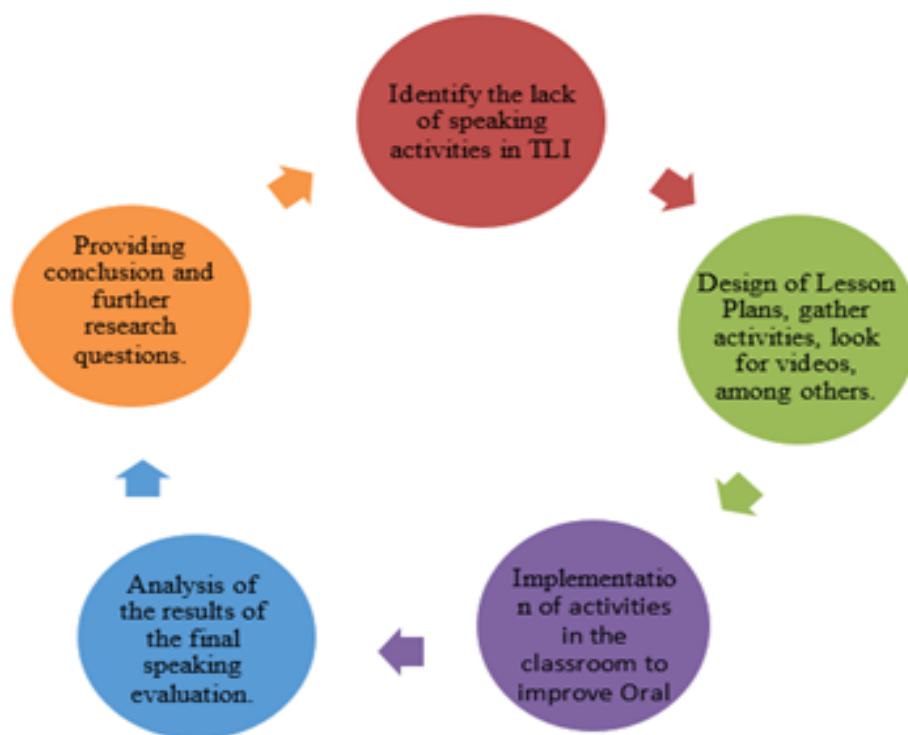 Identify the lack
of speaking
activities in TLI
Design of Lesson
Plans, gather
activities, look
for videos,
among others.
Implementatio
n of activities
in the
classroom to
improve Oral
Analysis of
the results of
the final
speaking
evaluation.
Providing
conclusion and
further
research
questions.